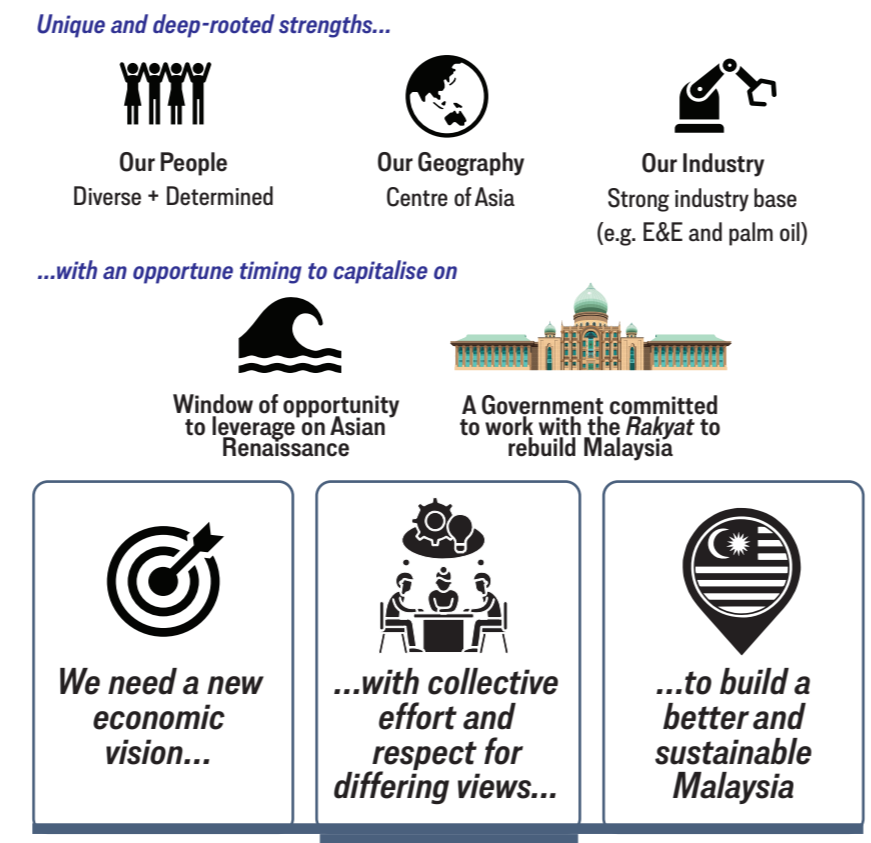 Unique and deep-rooted strengths...
Our People
Diverse + Determined
Our Geography
Centre of Asia
Our Industry
Strong industry base
(e.g. E&E and palm oil)
...with an opportune timing to capitalise on
Window of opportunity
to leverage on Asian
Renaissance
A Government committed
to work with the Rakyat to
rebuild Malaysia
We need a new
economic
vision...
...with collective
effort and
respect for
differing views...
...to build a
better and
sustainable
Malaysia